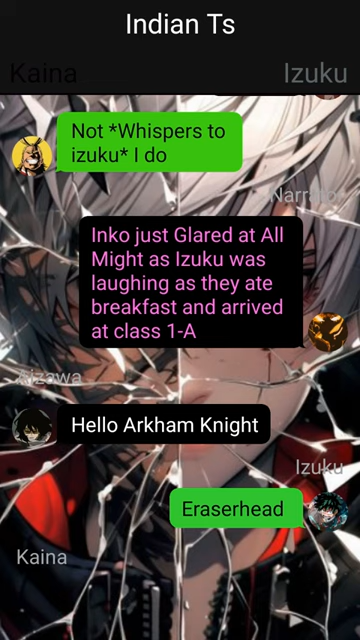 Indian Ts
Kaina
Izuku
Not *Whispers to
izuku* I do
Narrator
Inko just Glared at All
Might as Izuku was
laughing as they ate
breakfast and arrived
at class 1-A
Aizawa
Hello Arkham Knight
Izuku
Eraserhead
Kaina